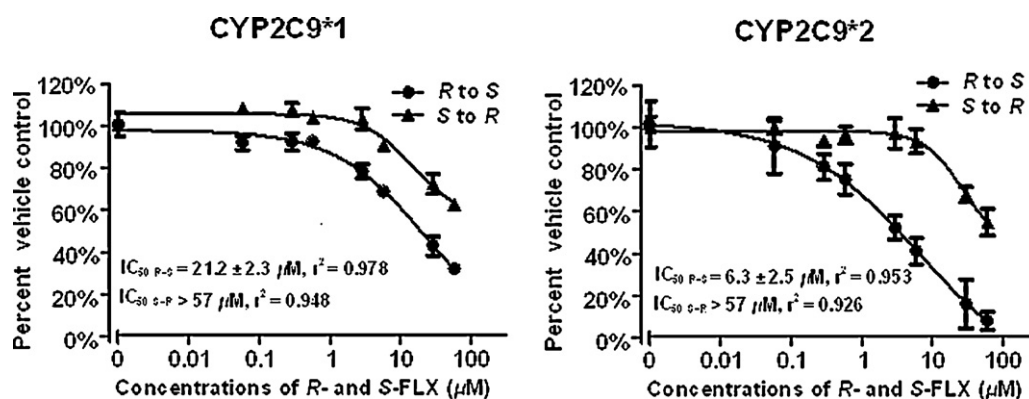 CYP2C9*1
120%
100%
80%
60%
40%
20%
0%
Percent vehicle control
R to S
S to R
IC50 R-S = 21.2 ±2.3 μM, r² = 0.978
IC50 S-R > 57 μM, r² = 0.948
0 0.01 0.1 1 10 100
Concentrations of R- and S-FLX (μM)
CYP2C9*2
120%
100%
80%
60%
40%
20%
0%
Percent vehicle control
R to S
S to R
IC50 R-S = 6.3 ±2.5 μM, r² = 0.953
IC50 S-R > 57 μM, r² = 0.926
0 0.01 0.1 1 10 100
Concentrations of R- and S-FLX (μM)